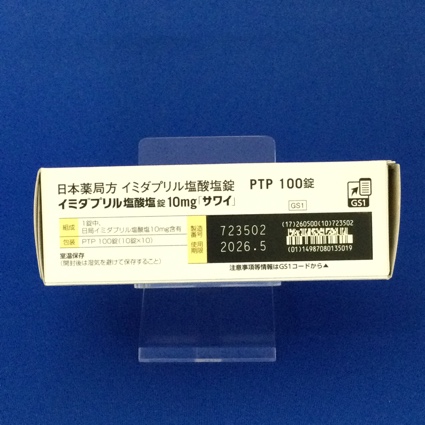 日本薬局方 イミダプリル塩酸塩錠 PTP 100錠
イミダプリル塩酸塩錠10mg「サワイ」
GS1
GS1
組成 1錠中、
日局イミダプリル塩酸塩10mg含有
包装 PTP 100錠(10錠×10)
室温保存
(開封後は湿気を避けて保存すること)
製造番号 723502
使用期限 2026.5
(17)260500(10)723502
(01)14987080135019
注意事項等情報はGS1コードから▲